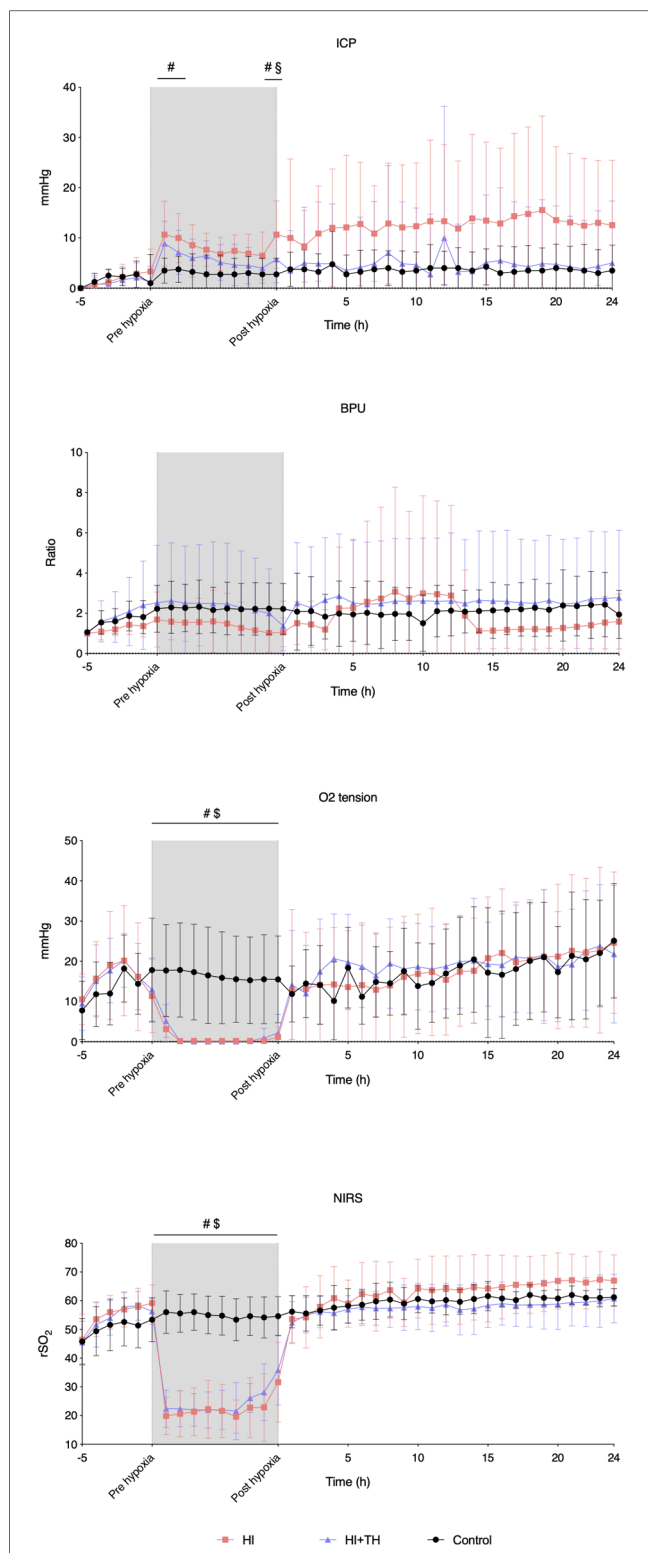 ICP
# # §
40
30
20
10
0
mmHg
-5 Pre hypoxia Post hypoxia 5 10 15 20 24
Time (h)
BPU
10
8
6
4
2
0
Ratio
-5 Pre hypoxia Post hypoxia 5 10 15 20 24
Time (h)
O2 tension
# $
50
40
30
20
10
0
mmHg
-5 Pre hypoxia Post hypoxia 5 10 15 20 24
Time (h)
NIRS
# $
80
70
60
50
40
30
20
10
rSO2
-5 Pre hypoxia Post hypoxia 5 10 15 20 24
Time (h)
HI HI+TH Control